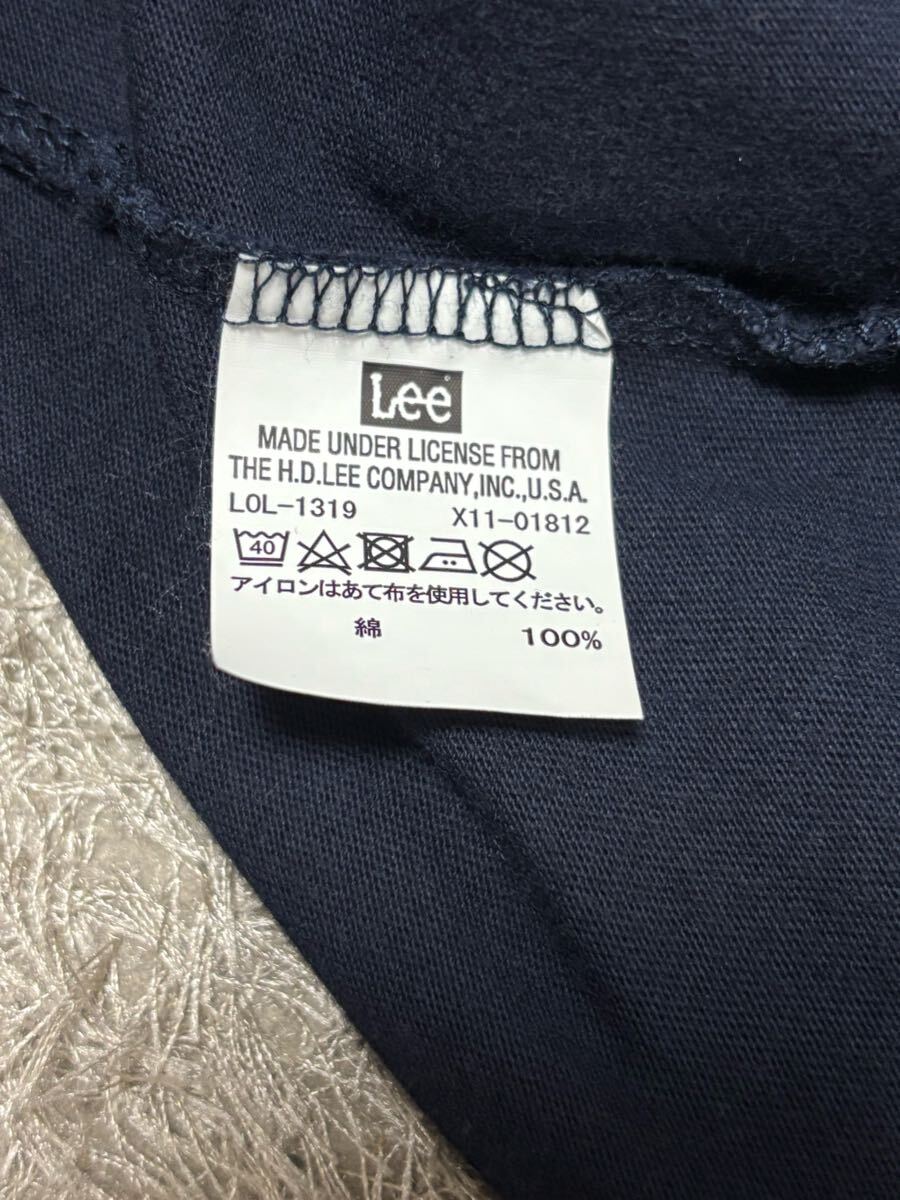 Lee
MADE UNDER LICENSE FROM
THE H.D.LEE COMPANY,INC.,U.S.A.
LOL-1319 X11-01812
40
アイロンはあて布を使用してください。
綿 100%